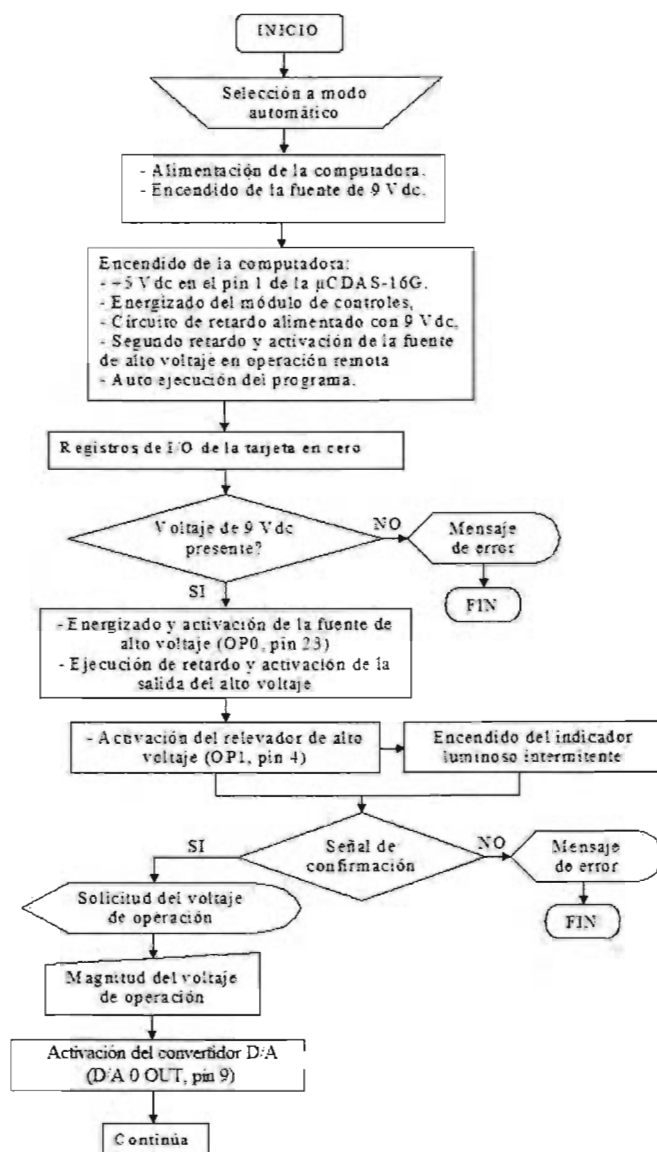 INICIO
Selección a modo
automático
- Alimentación de la computadora.
- Encendido de la fuente de 9 Vdc.
Encendido de la computadora:
- +5 Vdc en el pin 1 de la µCDAS-16G.
- Energizado del módulo de controles,
- Circuito de retardo alimentado con 9 Vdc,
- Segundo retardo y activación de la fuente
de alto voltaje en operación remota
- Auto ejecución del programa.
Registros de I/O de la tarjeta en cero
Voltaje de 9 Vdc
presente?
NO
Mensaje
de error
FIN
SI
- Energizado y activación de la fuente de
alto voltaje (OP0, pin 23)
- Ejecución de retardo y activación de la
salida del alto voltaje
- Activación del relevador de alto
voltaje (OP1, pin 4)
Encendido del indicador
luminoso intermitente
Señal de
confirmación
SI
NO
Mensaje
de error
FIN
Solicitud del voltaje
de operación
Magnitud del voltaje
de operación
Activación del convertidor D/A
(D/A 0 OUT, pin 9)
Continúa